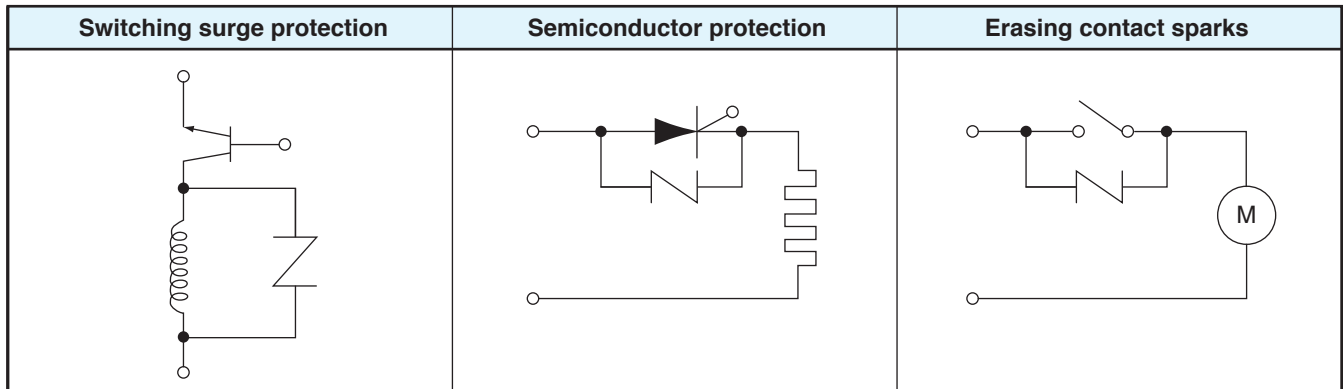 Switching surge protection
Semiconductor protection
Erasing contact sparks
M